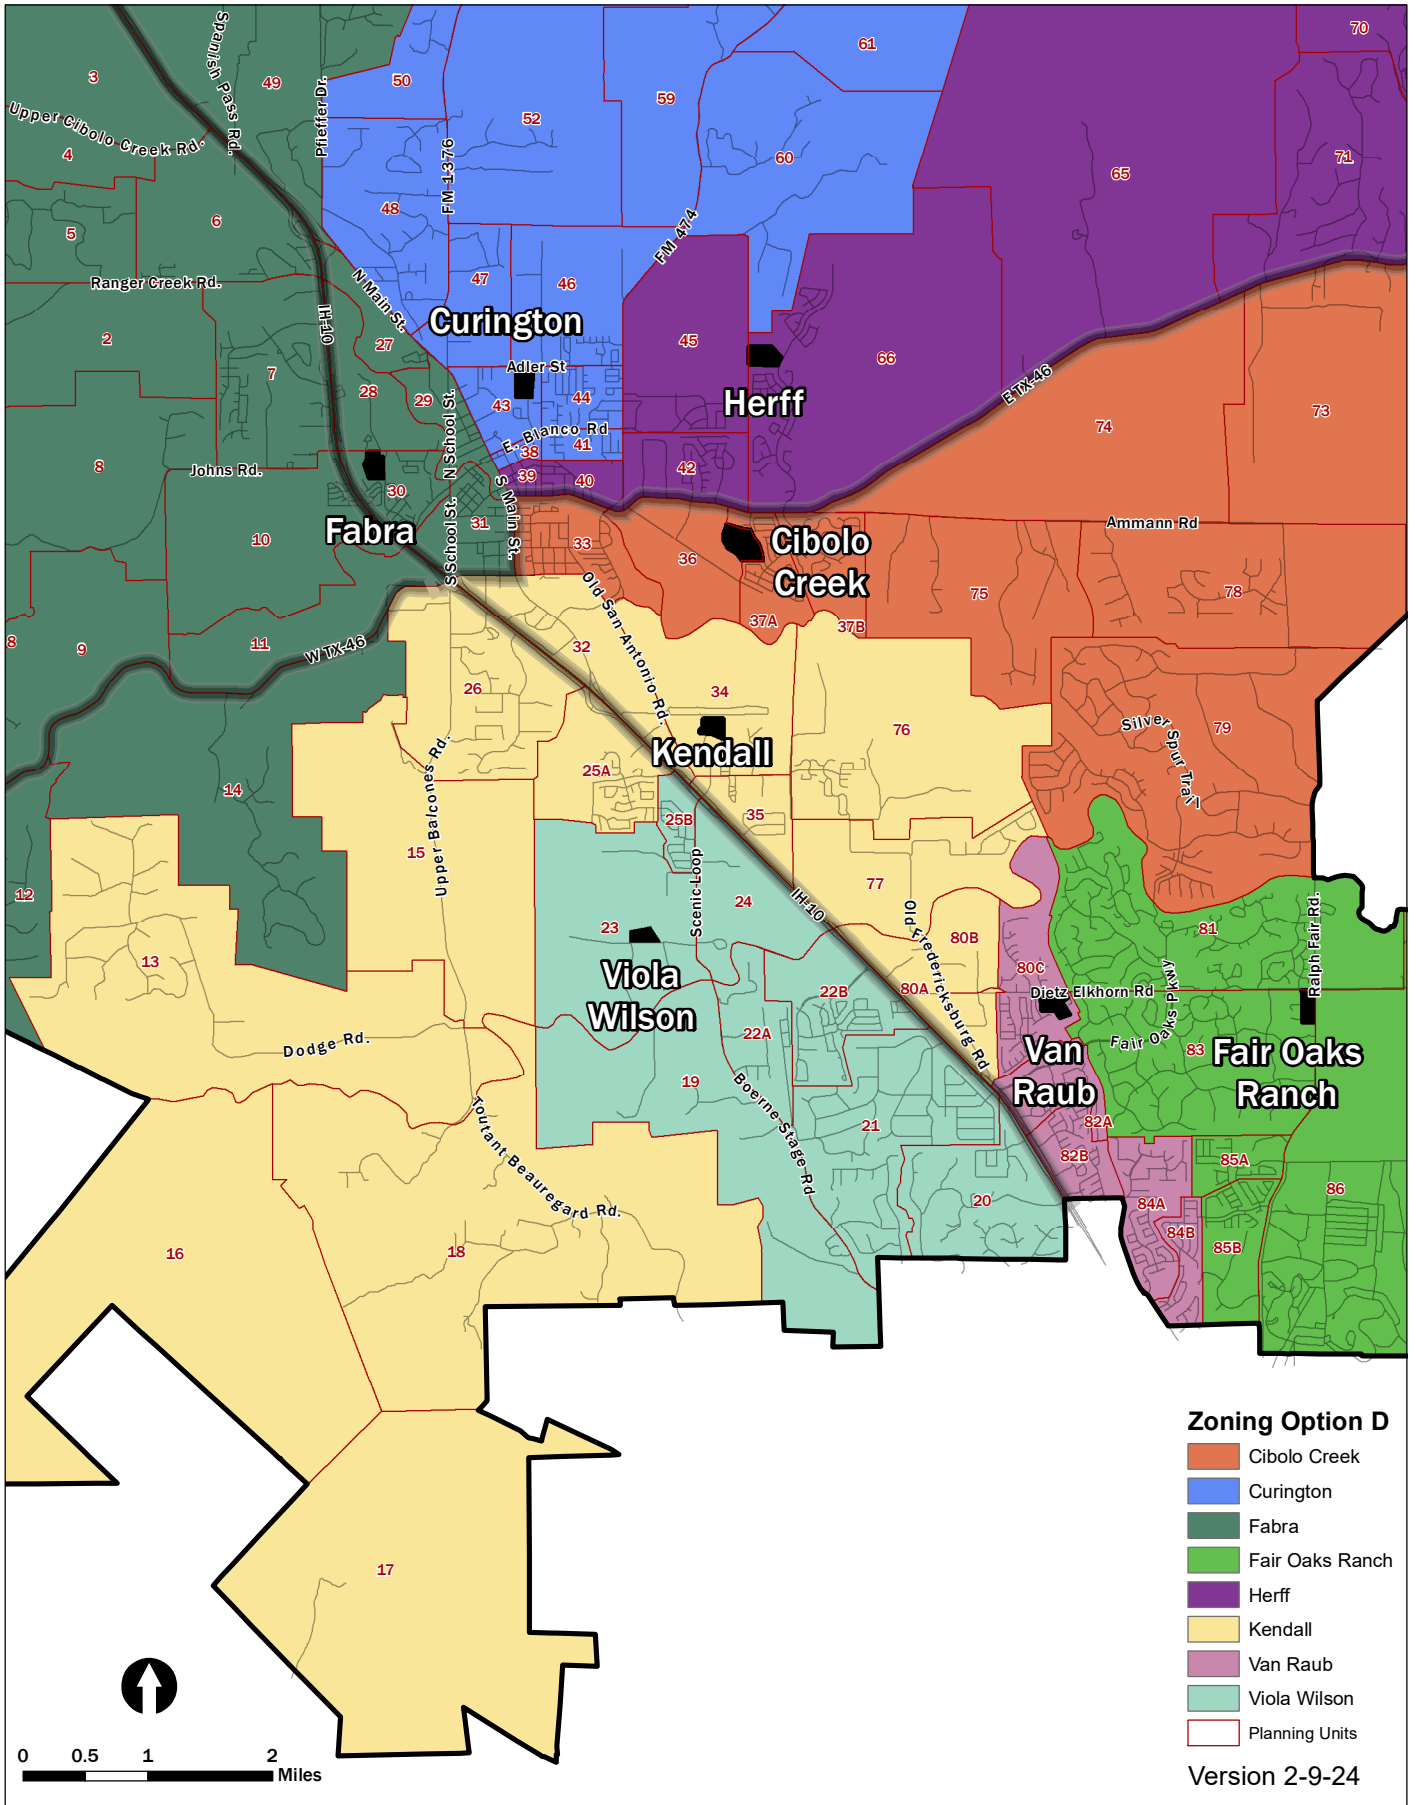 70
61
3
49
50
59
52
Spanish Pass Rd.
Pfieffer Dr.
Upper Cibolo Creek Rd.
4
FM 1376
60
71
65
48
6
5
FM 474
Ranger Creek Rd.
47
46
N Main St.
Curington
IH-10
2
27
45
66
7
Adler St
28
29
43
44
Herff
E TX-46
74
73
N School St.
E. Blanco Rd
38
41
8
Johns Rd.
39
40
42
30
S Main St.
31
Fabra
33
36
Cibolo
Creek
Ammann Rd
10
S School St.
Old San Antonio Rd.
75
78
37A
37B
8
9
11
W TX-46
32
26
34
76
Silver Spur Trail
79
Kendall
Upper Balcones Rd.
25A
14
25B
35
15
Scenic Loop
77
12
24
IH-10
Old Fredericksburg Rd
23
81
Ralph Fair Rd.
80B
13
80C
Viola
Wilson
22B
80A
Dietz Elkhorn Rd
Fair Oaks Pkwy
22A
Dodge Rd.
83
Van
Raub
Fair Oaks
Ranch
19
Boerne Stage Rd
21
82A
Toutant Beauregard Rd.
82B
85A
86
20
84A
84B
85B
16
18
17
Zoning Option D
Cibolo Creek
Curington
Fabra
Fair Oaks Ranch
Herff
Kendall
Van Raub
Viola Wilson
Planning Units
Version 2-9-24
0 0.5 1 2
Miles